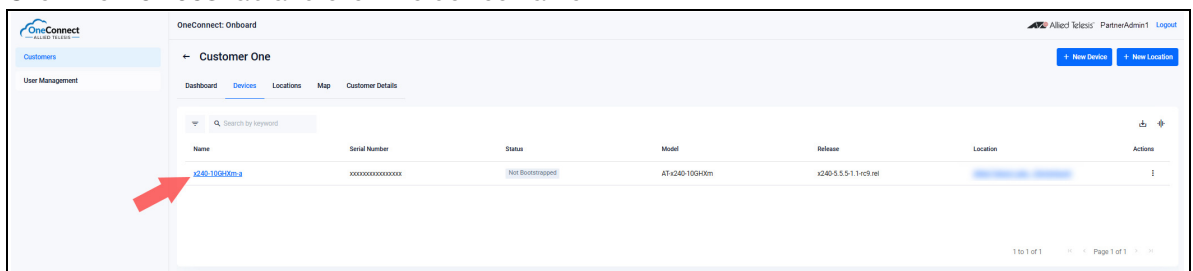 OneConnect
ALLIED TELESIS
OneConnect: Onboard
Allied Telesis PartnerAdmin1 Logout
Customers
User Management
← Customer One
+ New Device + New Location
Dashboard Devices Locations Map Customer Details
Search by keyword
Name Serial Number Status Model Release Location Actions
x240-10GHXm-a xxxxxxxxxxxxxxxx Not Bootstrapped AT-x240-10GHXm x240-5.5.5-1.1-rc9.rel
1 to 1 of 1 Page 1 of 1